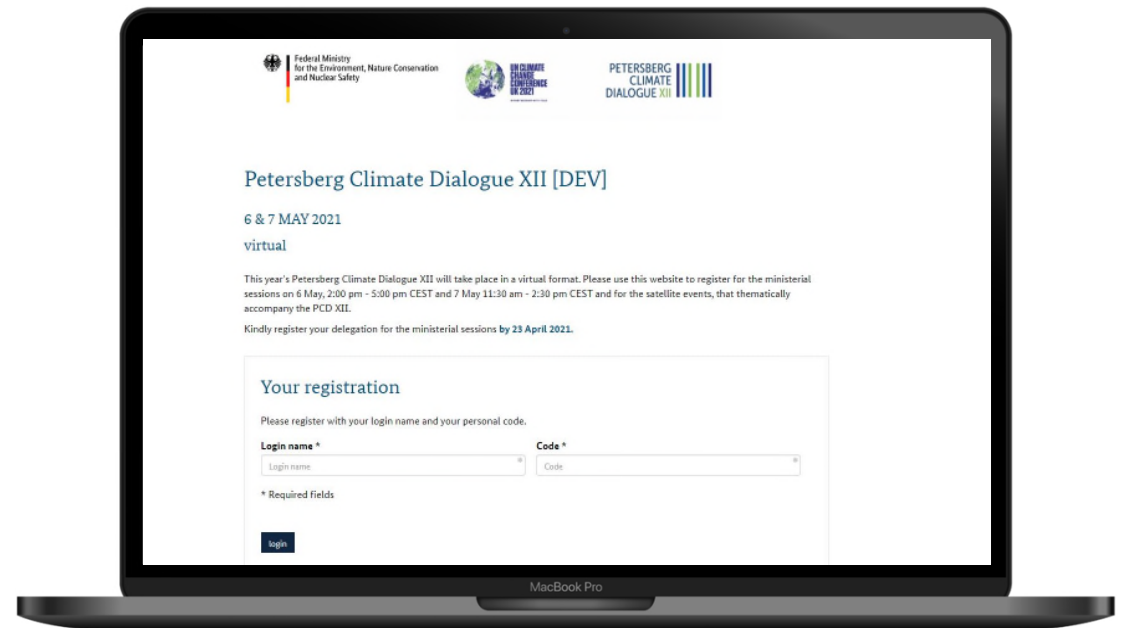 Federal Ministry
for the Environment, Nature Conservation
and Nuclear Safety
UN CLIMATE
CHANGE
CONFERENCE
UK 2021
PETERSBERG
CLIMATE
DIALOGUE XII
Petersberg Climate Dialogue XII [DEV]
6 & 7 MAY 2021
virtual
This year's Petersberg Climate Dialogue XII will take place in a virtual format. Please use this website to register for the ministerial
sessions on 6 May, 2:00 pm - 5:00 pm CEST and 7 May 11:30 am - 2:30 pm CEST and for the satellite events, that thematically
accompany the PCD XII.
Kindly register your delegation for the ministerial sessions by 23 April 2021.
Your registration
Please register with your login name and your personal code.
Login name * Code *
Login name Code
* Required fields
login
MacBook Pro